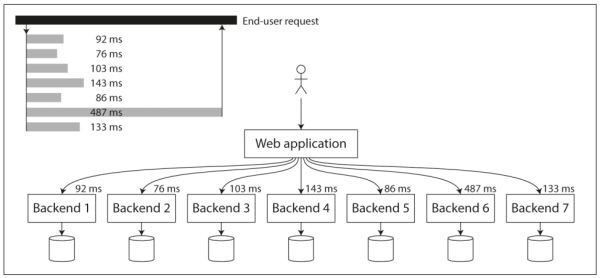 End-user request
92 ms
76 ms
103 ms
143 ms
86 ms
487 ms
133 ms
Web application
92 ms 76 ms 103 ms 143 ms 86 ms 487 ms 133 ms
Backend 1 Backend 2 Backend 3 Backend 4 Backend 5 Backend 6 Backend 7